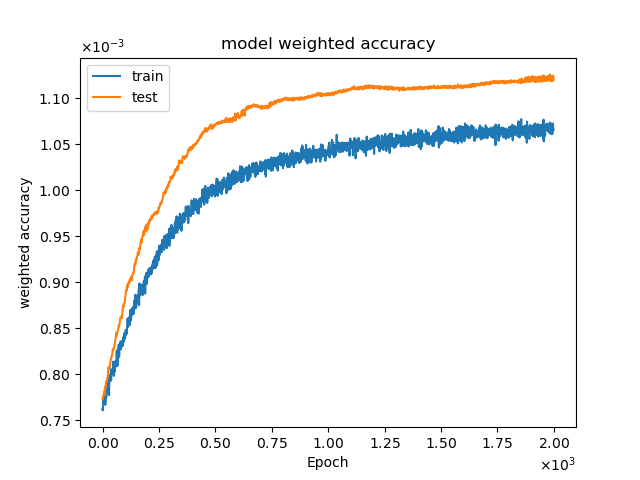 model weighted accuracy
×10⁻³
train
test
1.10
1.05
1.00
0.95
0.90
0.85
0.80
0.75
weighted accuracy
0.00 0.25 0.50 0.75 1.00 1.25 1.50 1.75 2.00
Epoch
×10³